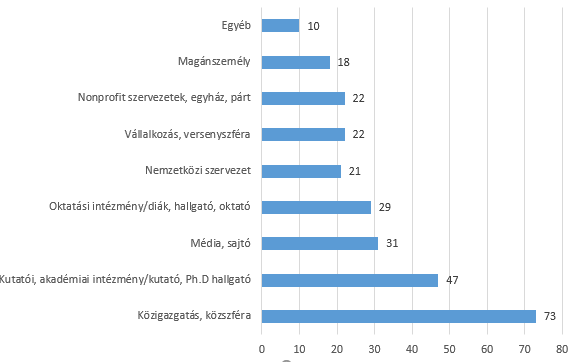 Egyéb 10
Magánszemély 18
Nonprofit szervezetek, egyház, párt 22
Vállalkozás, versenyszféra 22
Nemzetközi szervezet 21
Oktatási intézmény/diák, hallgató, oktató 29
Média, sajtó 31
Kutatói, akadémiai intézmény/kutató, Ph.D hallgató 47
Közigazgatás, közszféra 73
0 10 20 30 40 50 60 70 80